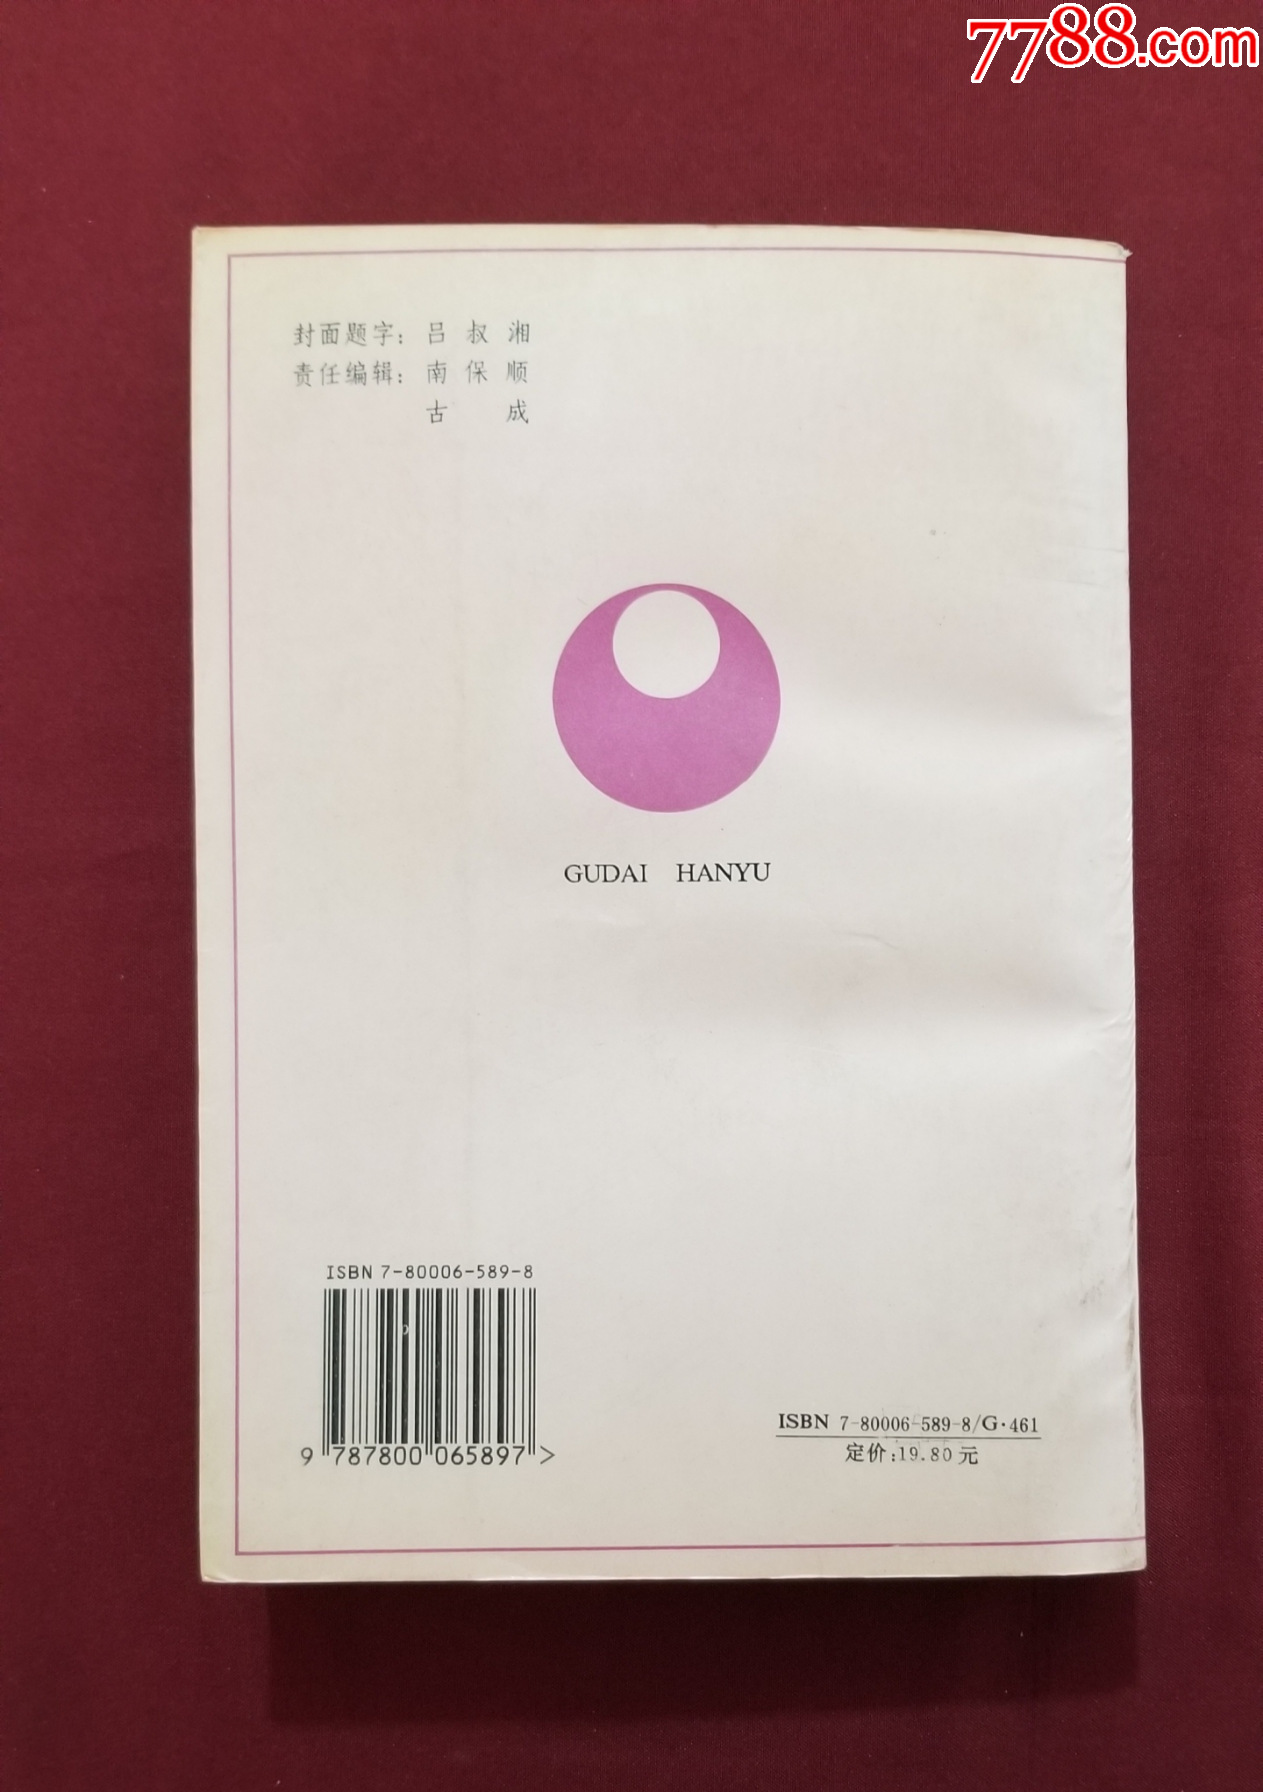 7788.com
封面题字：吕叔湘
责任编辑：南保顺
古成
GUDAI HANYU
ISBN 7-80006-589-8
9 787800 065897 >
ISBN 7-80006-589-8/G·461
定价：19.80元